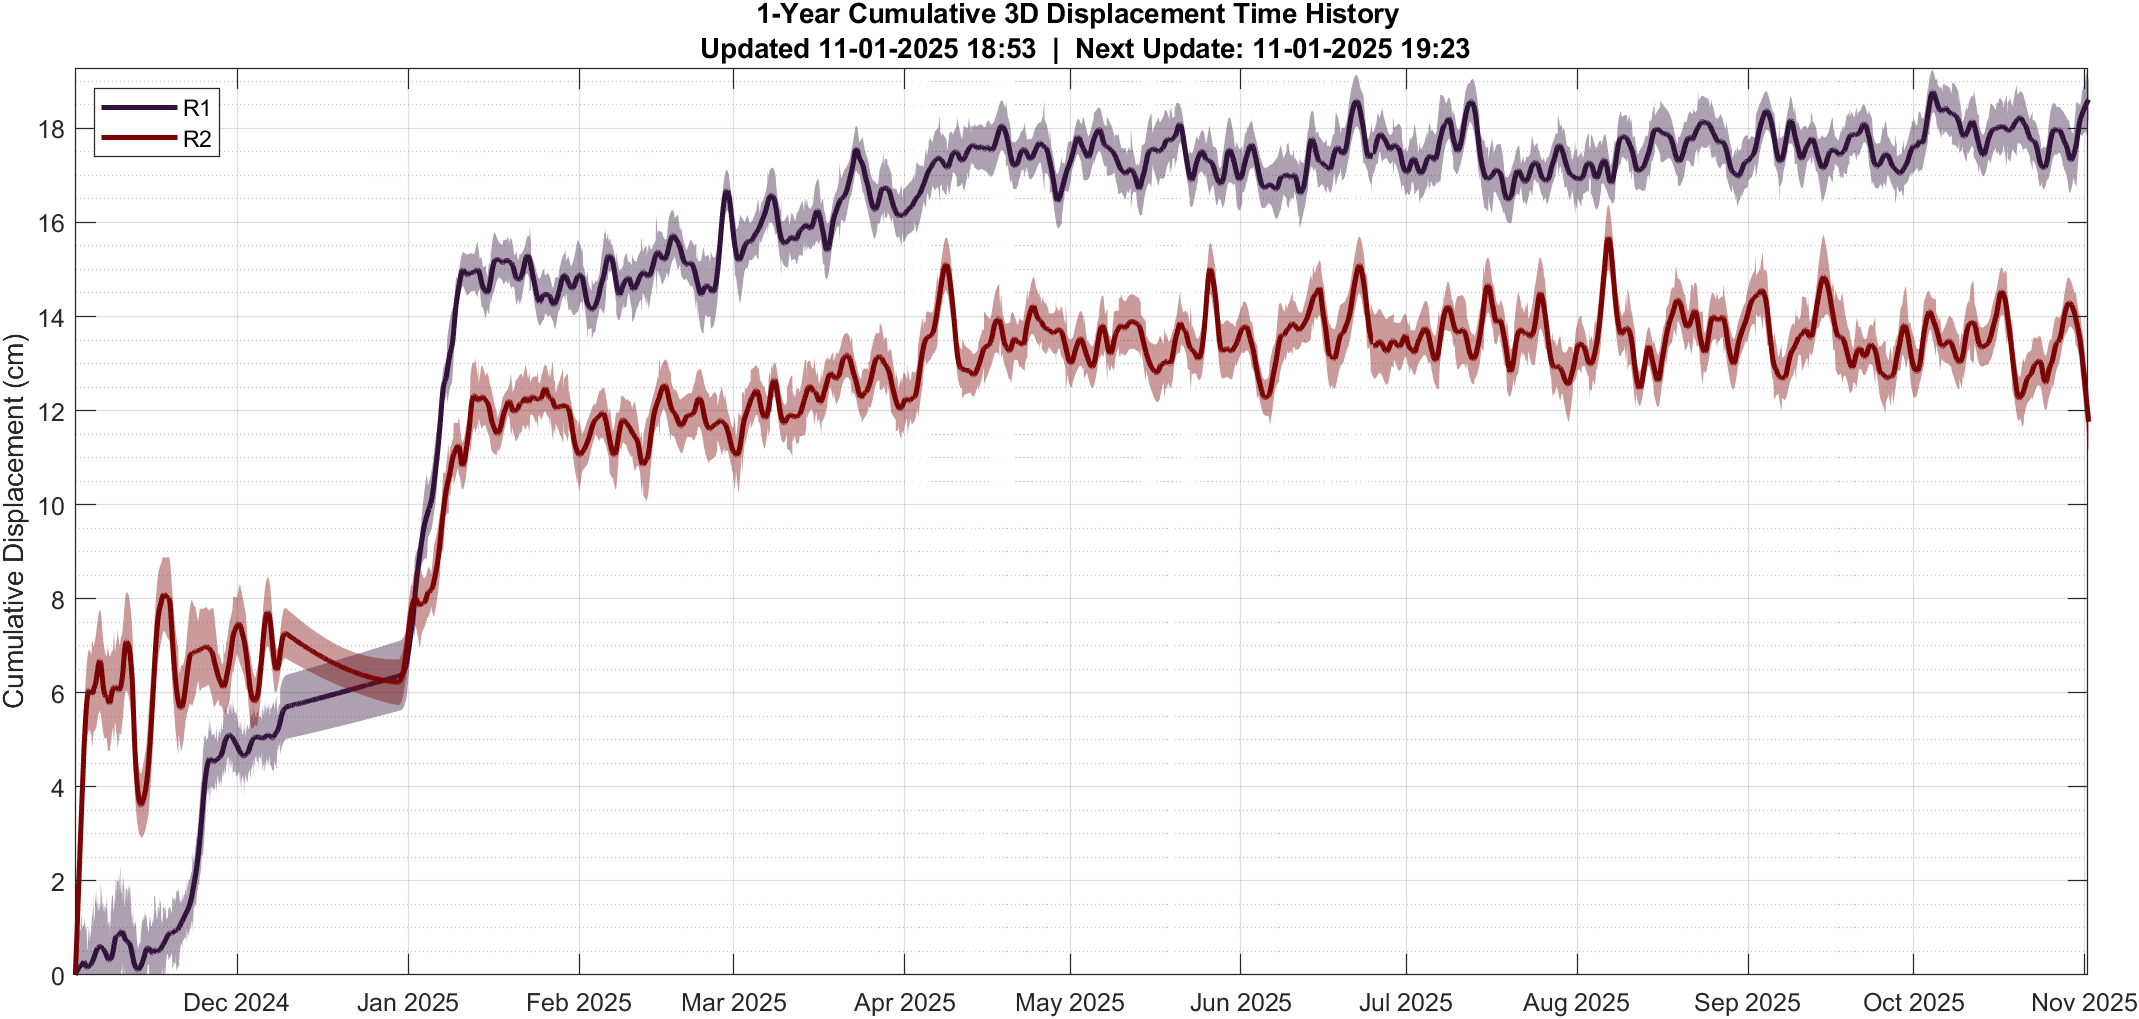 1-Year Cumulative 3D Displacement Time History
Updated 11-01-2025 18:53 | Next Update: 11-01-2025 19:23
R1
R2
Cumulative Displacement (cm)
18
16
14
12
10
8
6
4
2
0
Dec 2024 Jan 2025 Feb 2025 Mar 2025 Apr 2025 May 2025 Jun 2025 Jul 2025 Aug 2025 Sep 2025 Oct 2025 Nov 2025